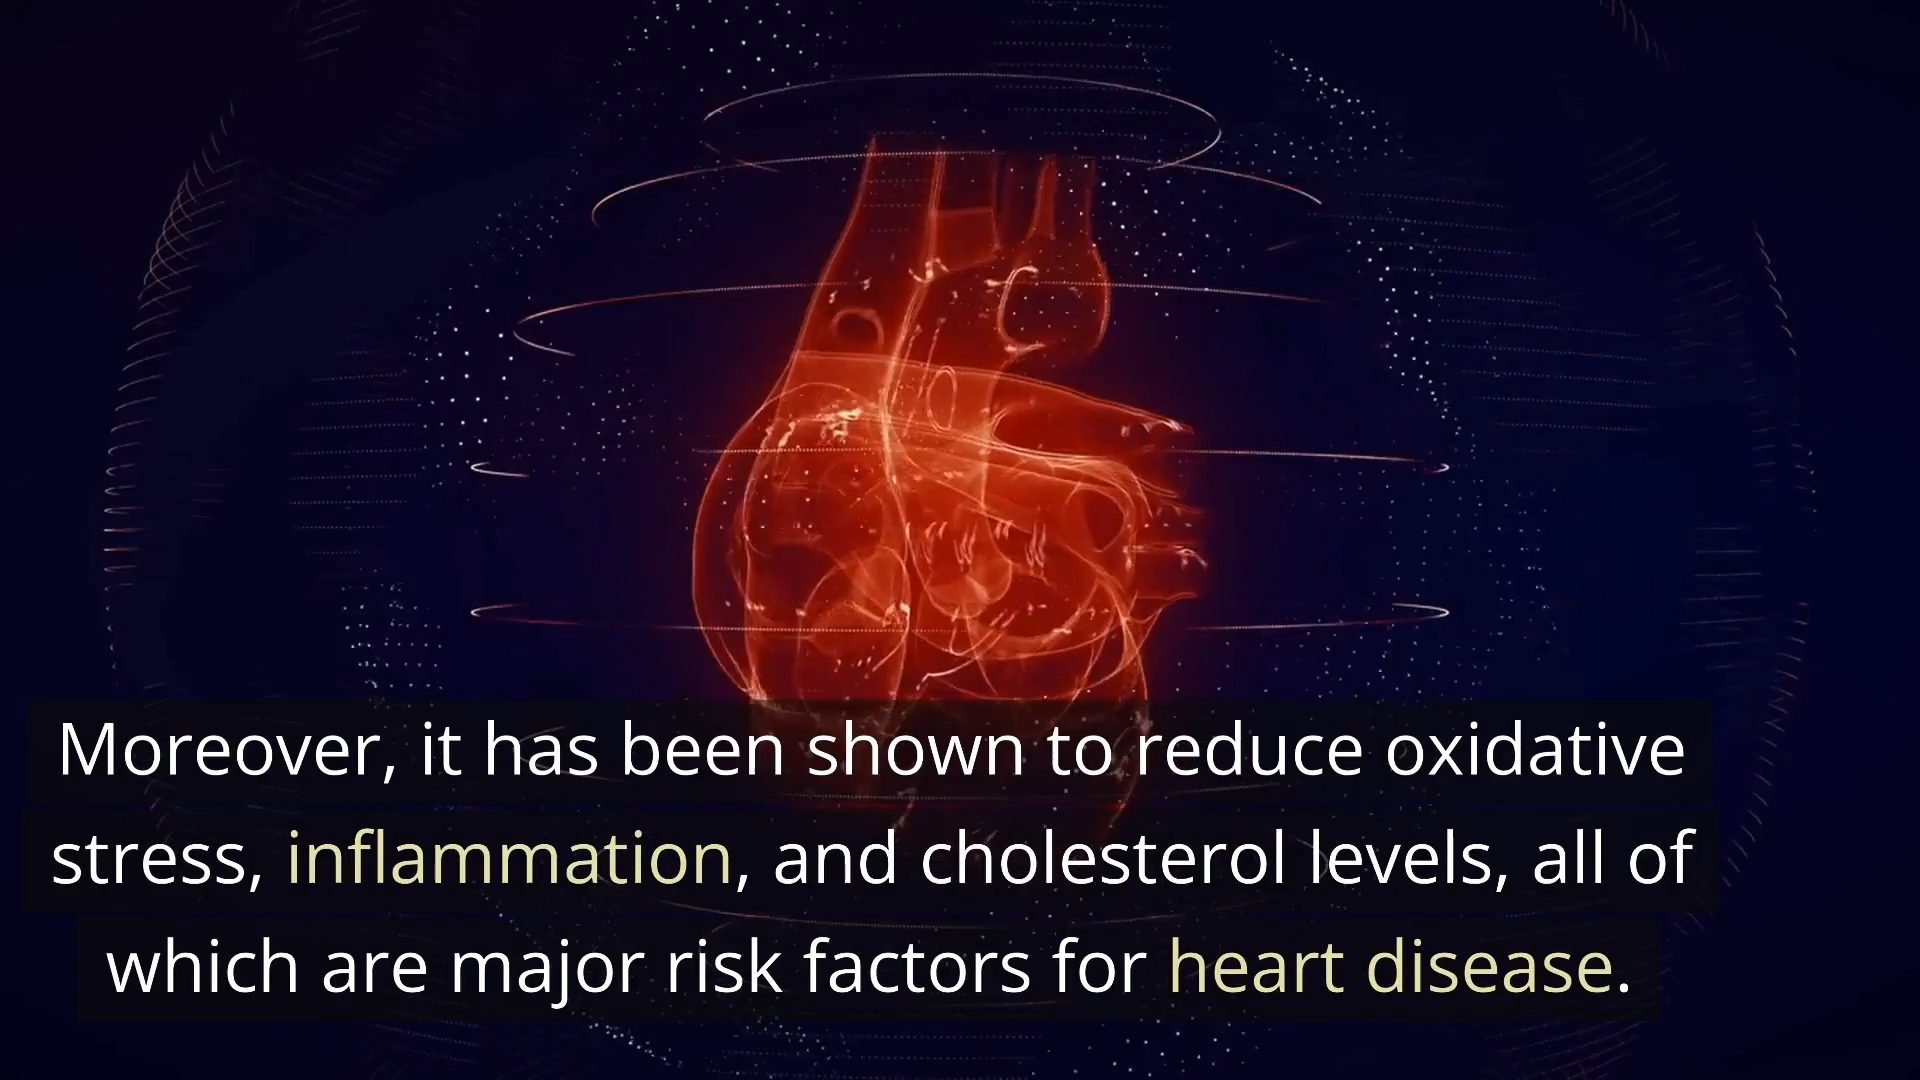 Moreover, it has been shown to reduce oxidative
stress, inflammation, and cholesterol levels, all of
which are major risk factors for heart disease.